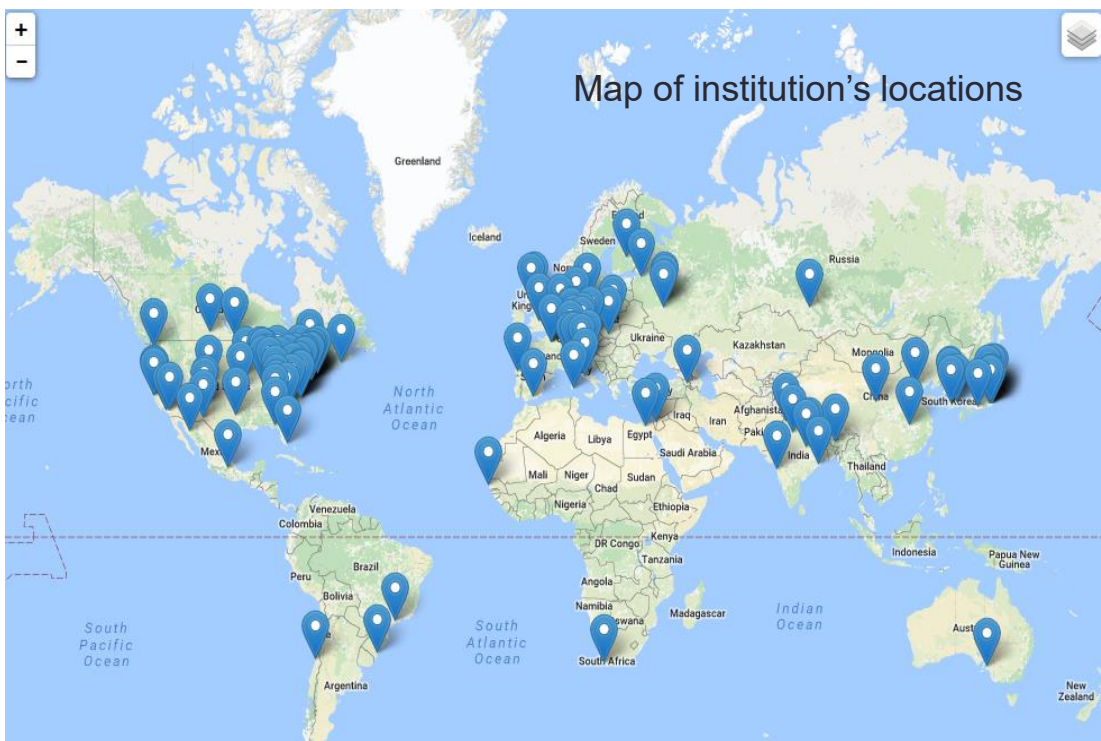 +
−
Map of institution’s locations
Greenland
Iceland
Sweden
Russia
Ukraine
Kazakhstan
Mongolia
North
Atlantic
Ocean
Afghanistan
Iraq
Iran
China
South Korea
Algeria
Libya
Egypt
Saudi Arabia
India
Mali
Niger
Chad
Sudan
Thailand
Nigeria
Ethiopia
Venezuela
Colombia
DR Congo
Kenya
Tanzania
Indonesia
Papua New
Guinea
Peru
Brazil
Bolivia
Angola
Namibia
Madagascar
Indian
Ocean
South
Pacific
Ocean
South
Atlantic
Ocean
South Africa
Argentina
New
Zealand